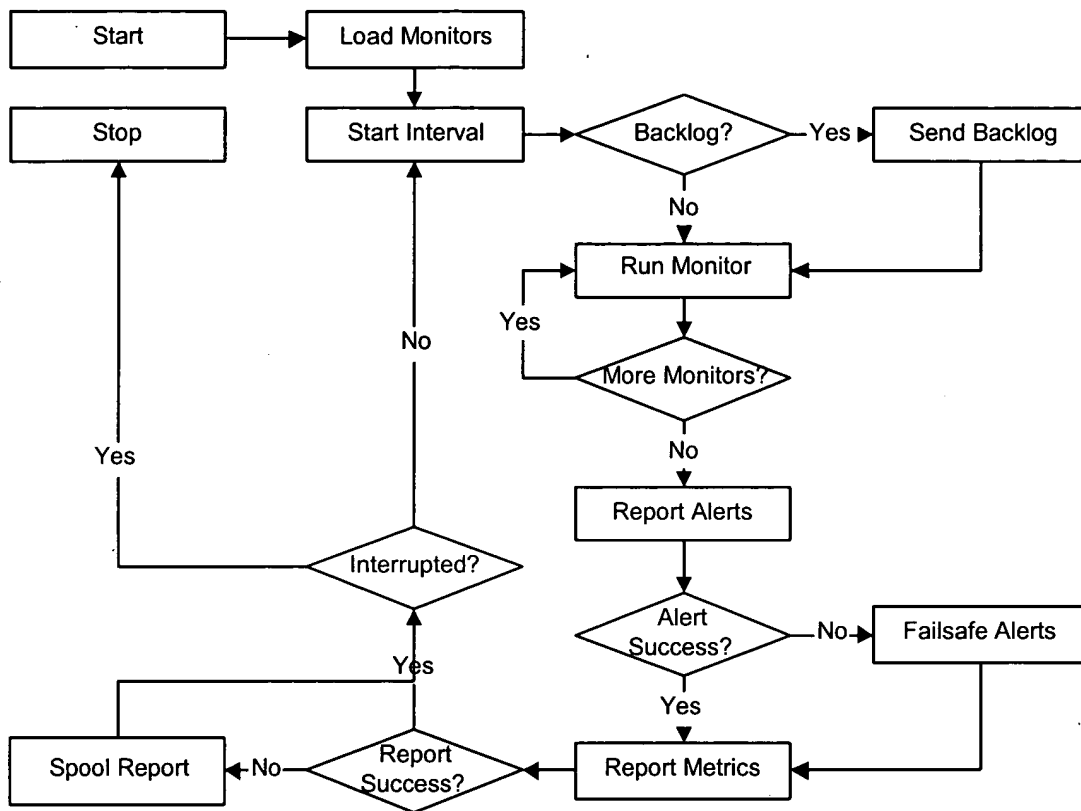 Start
Load Monitors
Stop
Start Interval
Backlog?
Yes
Send Backlog
No
Run Monitor
Yes
No
More Monitors?
Yes
No
Report Alerts
Interrupted?
Alert
Success?
No
Failsafe Alerts
Yes
Yes
Spool Report
No
Report
Success?
Report Metrics